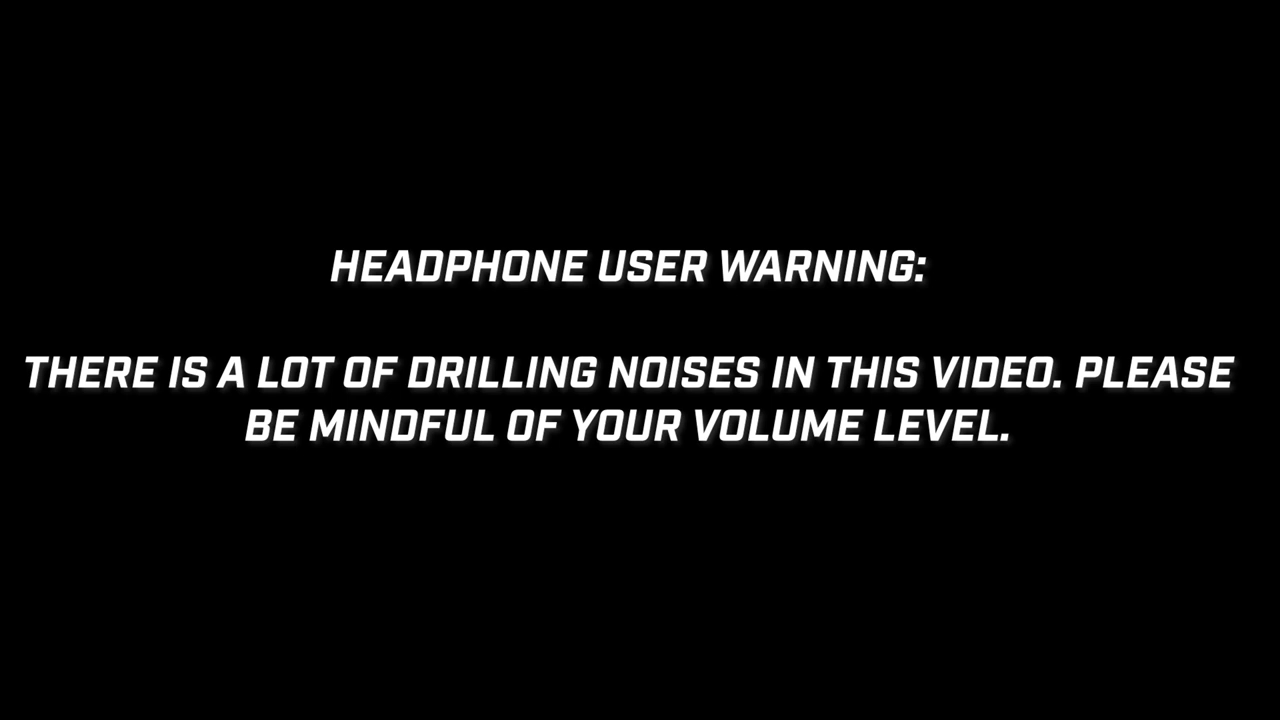 HEADPHONE USER WARNING:
THERE IS A LOT OF DRILLING NOISES IN THIS VIDEO. PLEASE
BE MINDFUL OF YOUR VOLUME LEVEL.